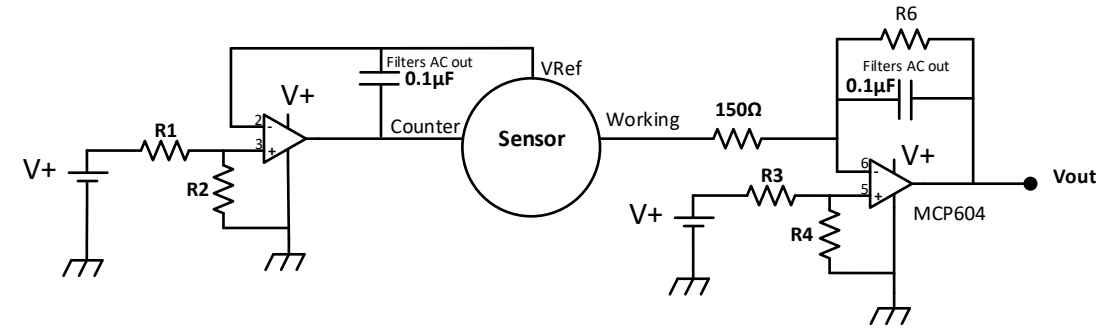 R6
Filters AC out
0.1µF
Filters AC out
0.1µF
VRef
V+
2
-
3
+
R1
Counter
Sensor
Working
150Ω
V+
R2
V+
6
-
5
+
R3
Vout
MCP604
V+
R4